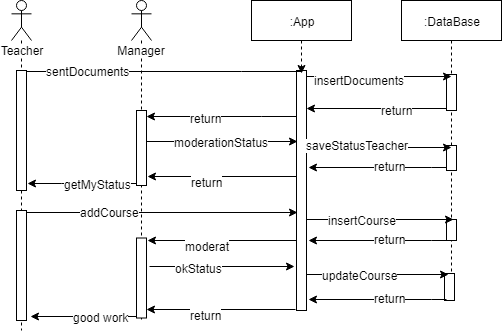 Teacher
Manager
:App
:DataBase
sentDocuments
insertDocuments
return
return
moderationStatus
saveStatusTeacher
return
return
getMyStatus
addCourse
insertCourse
return
moderat
okStatus
updateCourse
return
return
good work